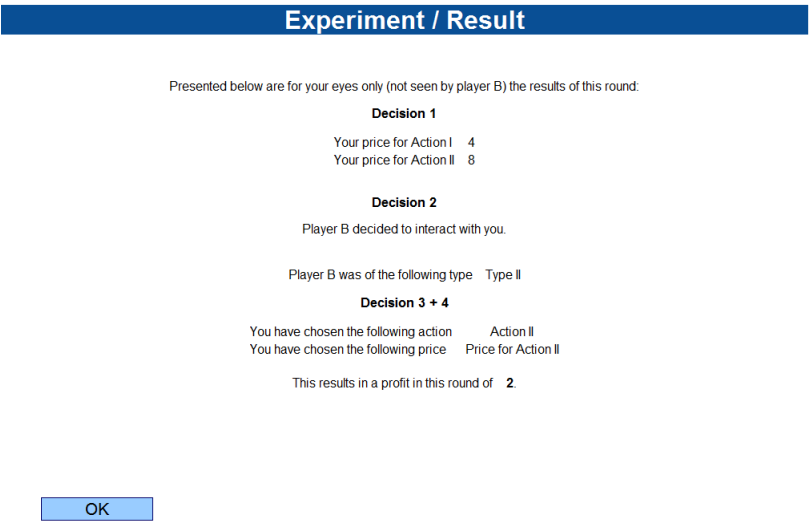 Experiment / Result
Presented below are for your eyes only (not seen by player B) the results of this round:
Decision 1
Your price for Action I 4
Your price for Action II 8
Decision 2
Player B decided to interact with you.
Player B was of the following type Type II
Decision 3 + 4
You have chosen the following action Action II
You have chosen the following price Price for Action II
This results in a profit in this round of 2.
OK